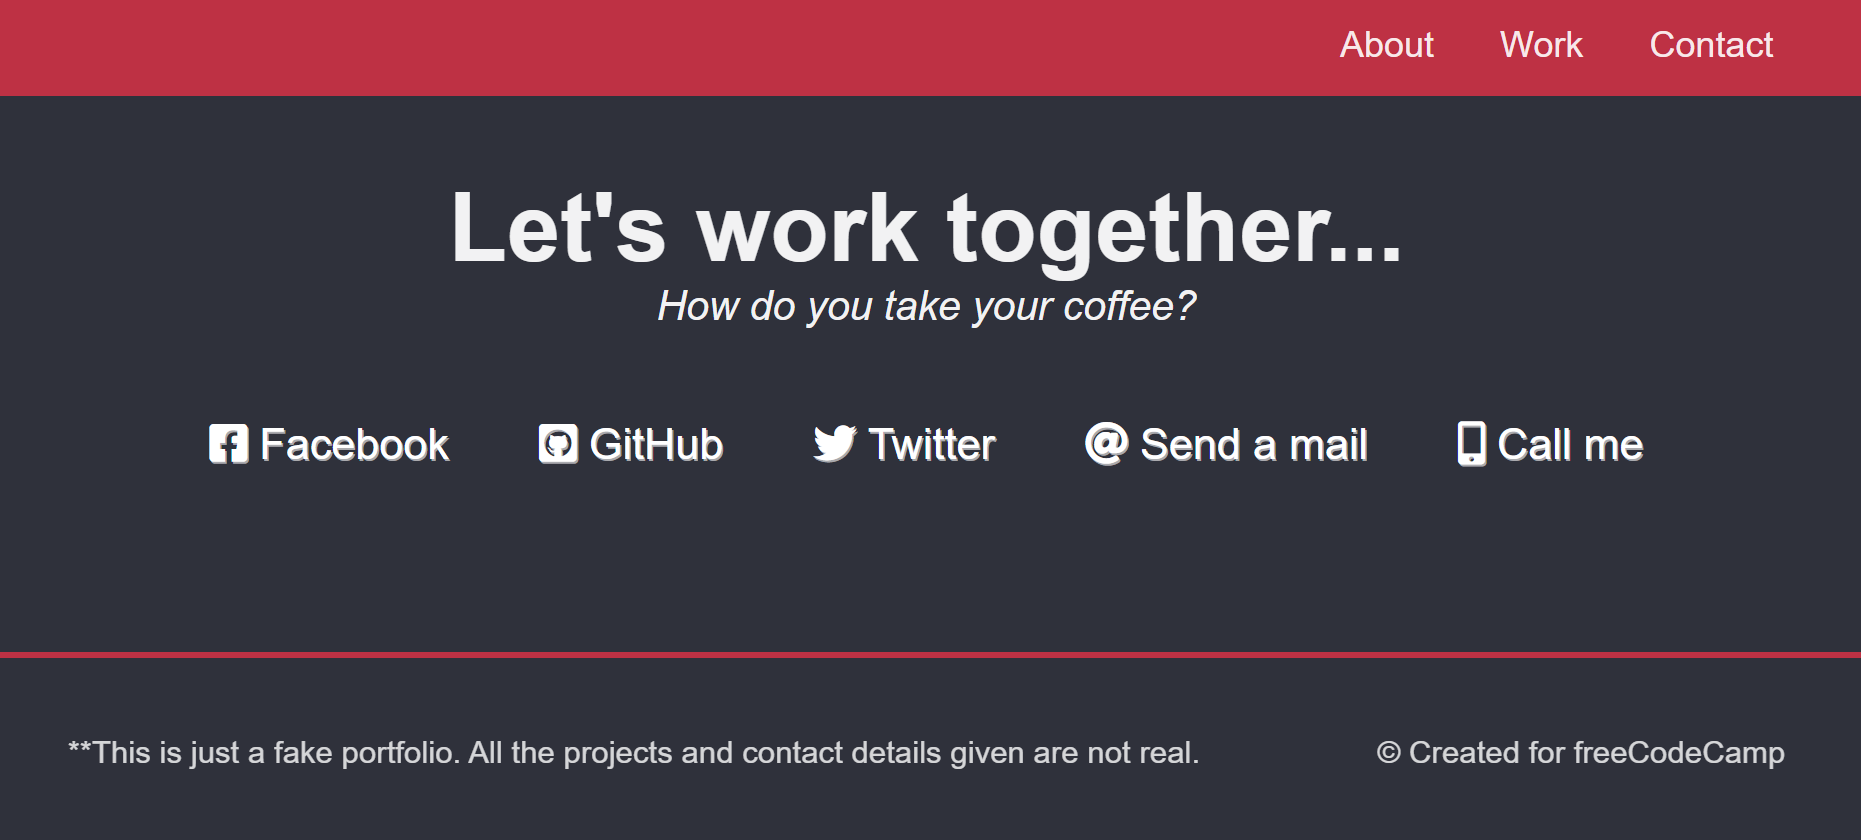 About Work Contact
Let's work together...
How do you take your coffee?
Facebook GitHub Twitter Send a mail Call me
**This is just a fake portfolio. All the projects and contact details given are not real. © Created for freeCodeCamp